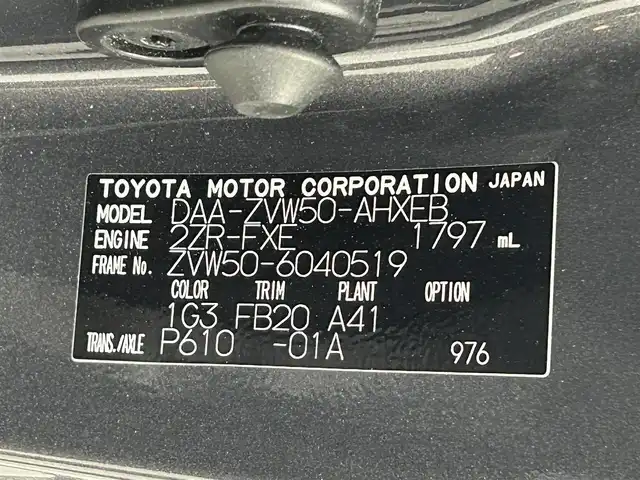 TOYOTA MOTOR CORPORATION JAPAN
MODEL DAA-ZVW50-AHXEB
ENGINE 2ZR-FXE 1797 mL
FRAME No. ZVW50-6040519
COLOR TRIM PLANT OPTION
1G3 FB20 A41
TRANS./AXLE P610 -01A 976